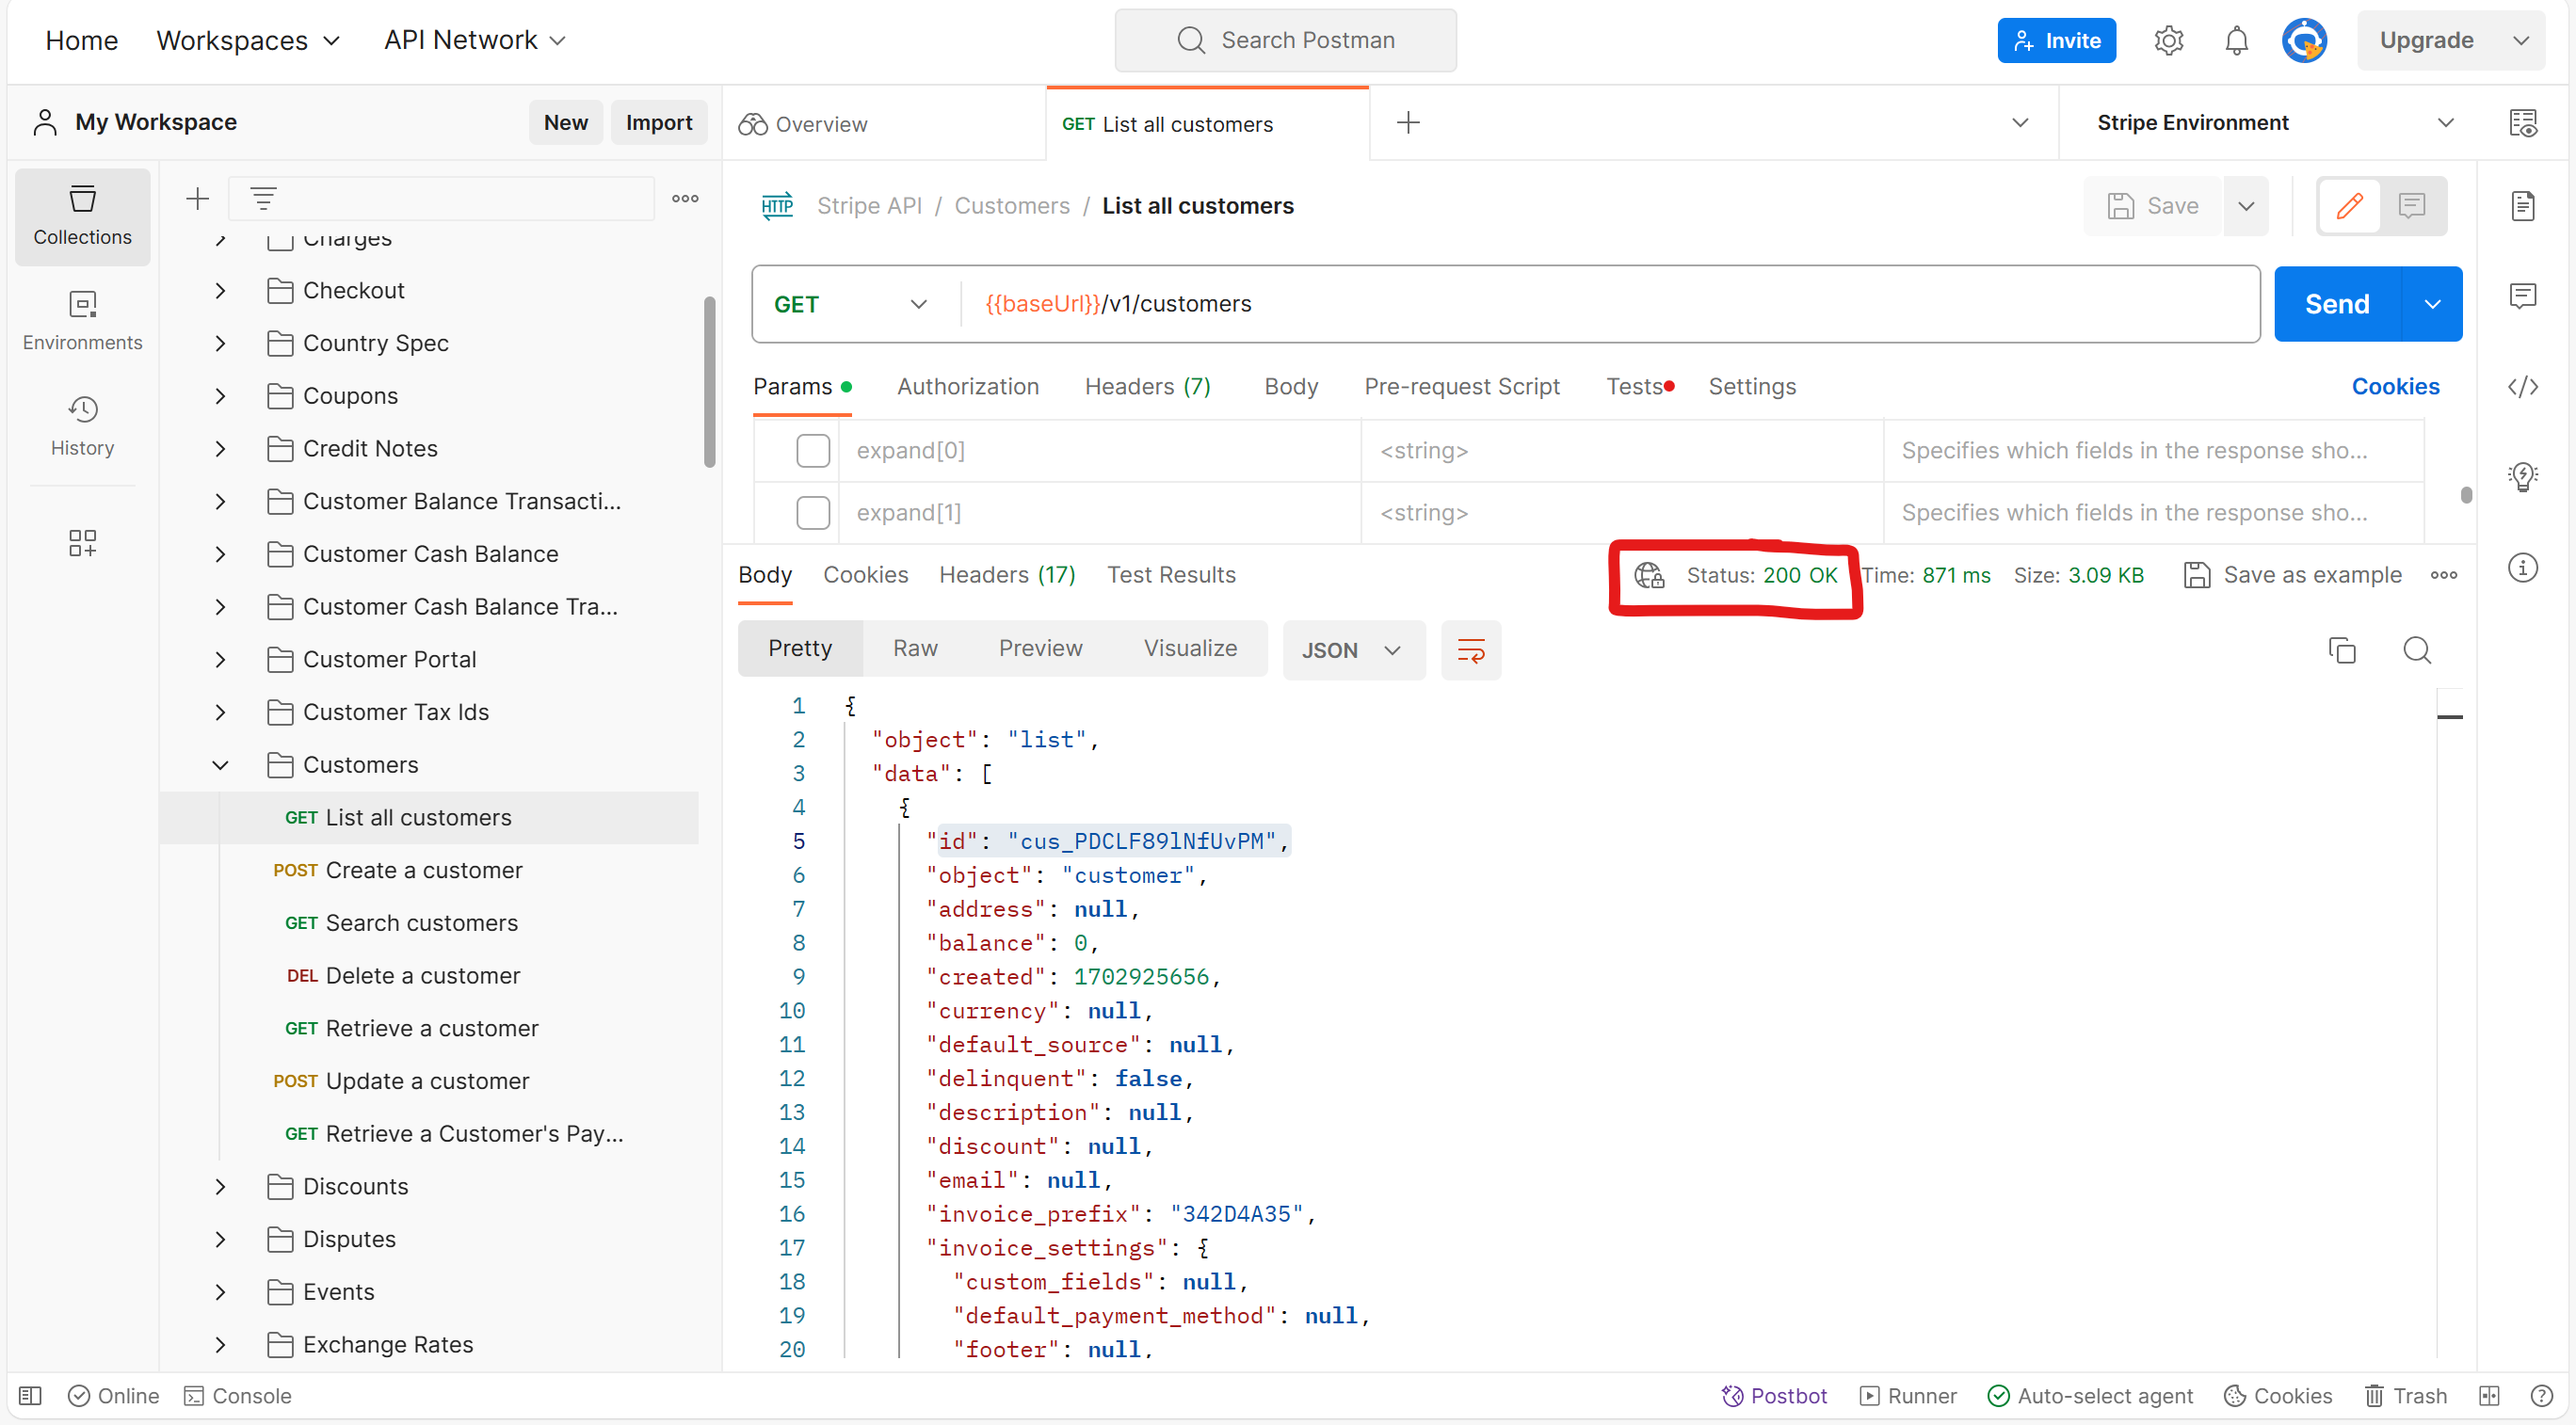 Home Workspaces API Network Search Postman Invite Upgrade
My Workspace New Import Overview GET List all customers Stripe Environment
Collections
Environments
History
Charges
Checkout
Country Spec
Coupons
Credit Notes
Customer Balance Transacti...
Customer Cash Balance
Customer Cash Balance Tra...
Customer Portal
Customer Tax Ids
Customers
GET List all customers
POST Create a customer
GET Search customers
DEL Delete a customer
GET Retrieve a customer
POST Update a customer
GET Retrieve a Customer's Pay...
Discounts
Disputes
Events
Exchange Rates
HTTP Stripe API / Customers / List all customers Save
GET {{baseUrl}}/v1/customers Send
Params Authorization Headers (7) Body Pre-request Script Tests Settings Cookies
expand[0] <string> Specifies which fields in the response sho...
expand[1] <string> Specifies which fields in the response sho...
Body Cookies Headers (17) Test Results Status: 200 OK Time: 871 ms Size: 3.09 KB Save as example
Pretty Raw Preview Visualize JSON
1 {
2 "object": "list",
3 "data": [
4 {
5 "id": "cus_PDCLF89lNfUvPM",
6 "object": "customer",
7 "address": null,
8 "balance": 0,
9 "created": 1702925656,
10 "currency": null,
11 "default_source": null,
12 "delinquent": false,
13 "description": null,
14 "discount": null,
15 "email": null,
16 "invoice_prefix": "342D4A35",
17 "invoice_settings": {
18 "custom_fields": null,
19 "default_payment_method": null,
20 "footer": null,
Online Console Postbot Runner Auto-select agent Cookies Trash